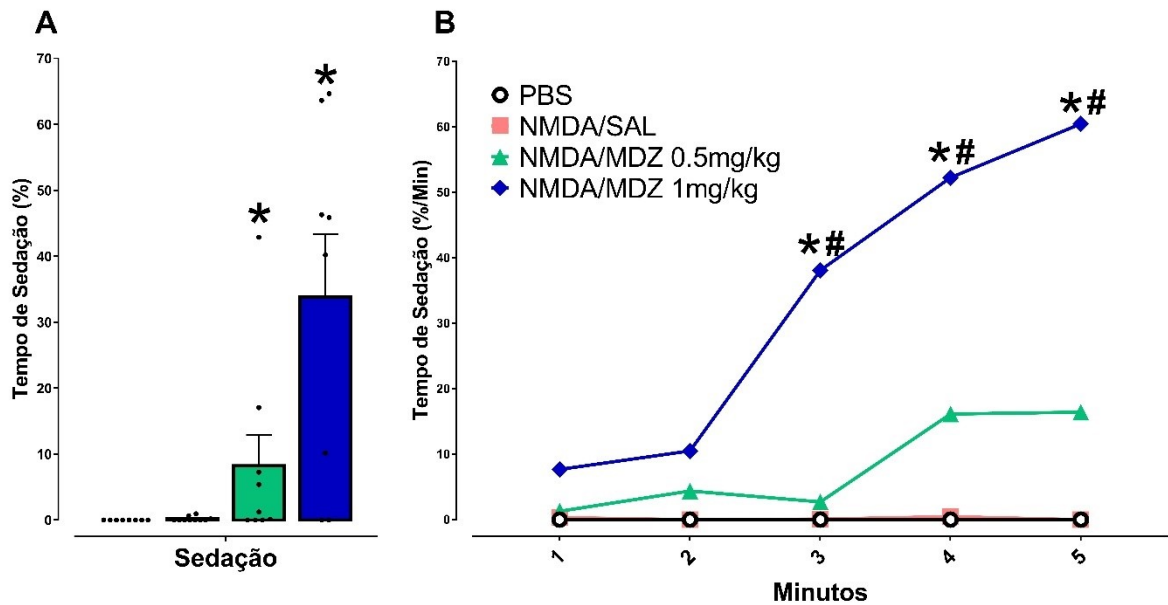 A
Tempo de Sedação (%)
70
60
50
40
30
20
10
0
*
*
Sedação
B
Tempo de Sedação (%/Min)
70
60
50
40
30
20
10
0
PBS
NMDA/SAL
NMDA/MDZ 0.5mg/kg
NMDA/MDZ 1mg/kg
*#
*#
*#
1
2
3
4
5
Minutos